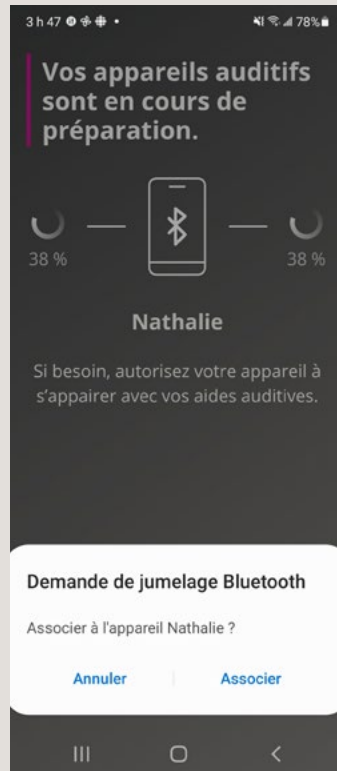 3 h 47
78%
Vos appareils auditifs
sont en cours de
préparation.
38 %
38 %
Nathalie
Si besoin, autorisez votre appareil à
s'appairer avec vos aides auditives.
Demande de jumelage Bluetooth
Associer à l'appareil Nathalie ?
Annuler
Associer